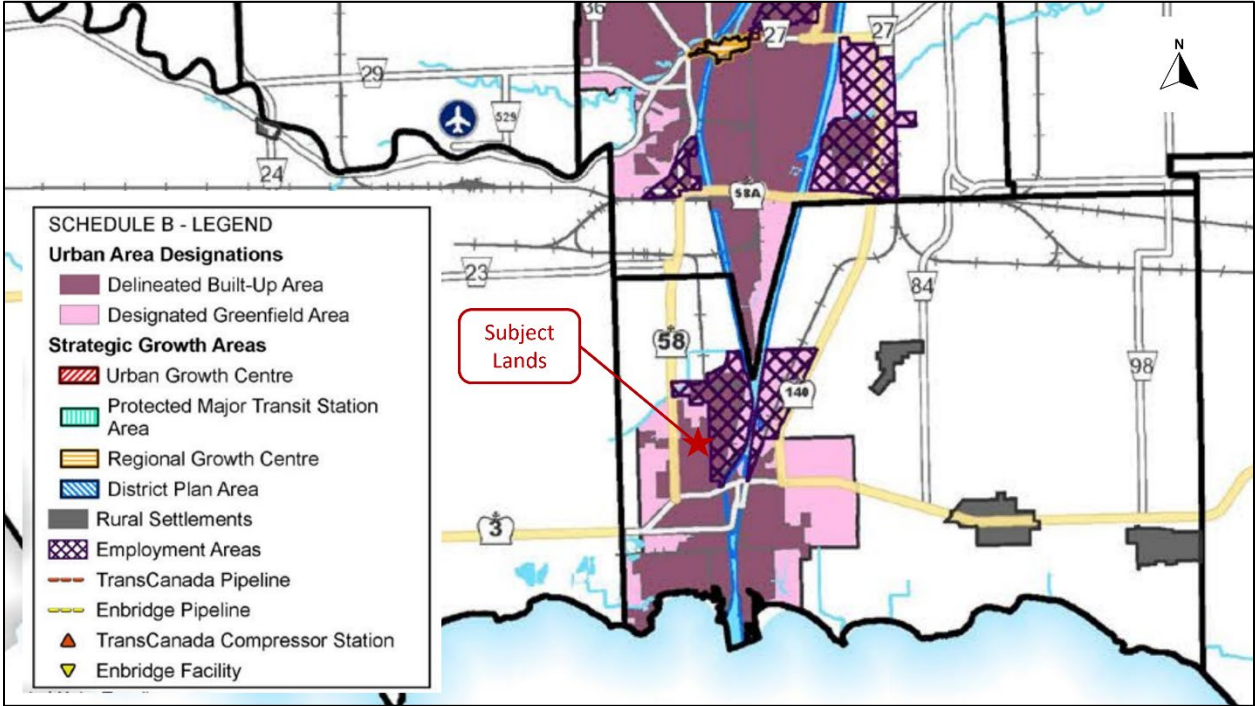 36
27
27
N
29
529
24
58A
SCHEDULE B - LEGEND
Urban Area Designations
Delineated Built-Up Area
Designated Greenfield Area
Strategic Growth Areas
Urban Growth Centre
Protected Major Transit Station
Area
Regional Growth Centre
District Plan Area
Rural Settlements
Employment Areas
TransCanada Pipeline
Enbridge Pipeline
TransCanada Compressor Station
Enbridge Facility
23
84
Subject
Lands
58
98
140
3